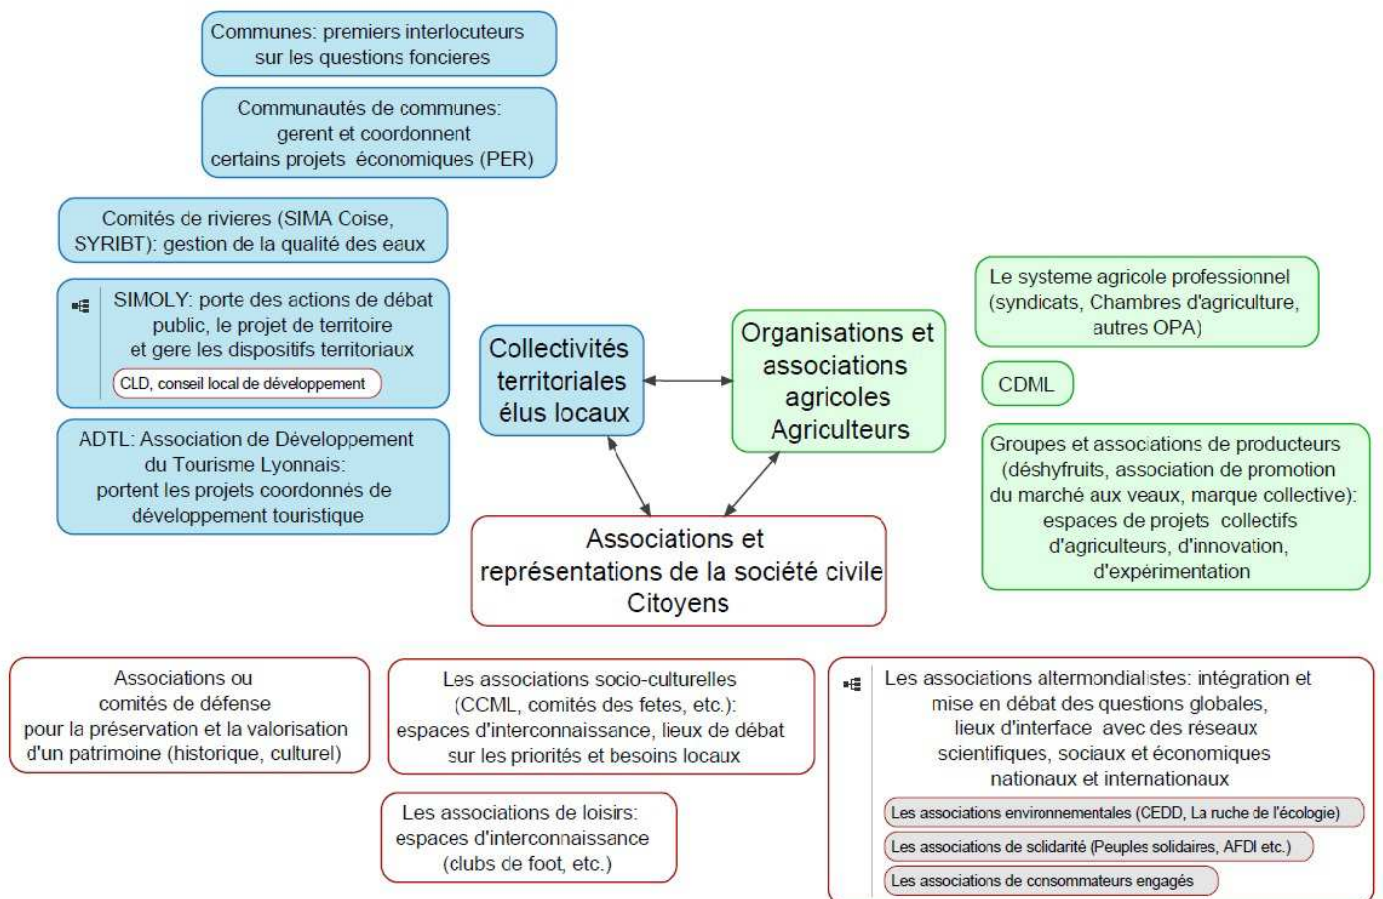 Communes: premiers interlocuteurs
sur les questions foncieres
Communautés de communes:
gerent et coordonnent
certains projets économiques (PER)
Comités de rivieres (SIMA Coise,
SYRIBT): gestion de la qualité des eaux
SIMOLY: porte des actions de débat
public, le projet de territoire
et gere les dispositifs territoriaux
CLD, conseil local de développement
ADTL: Association de Développement
du Tourisme Lyonnais:
portent les projets coordonnés de
développement touristique
Collectivités
territoriales
élus locaux
Organisations et
associations
agricoles
Agriculteurs
Le systeme agricole professionnel
(syndicats, Chambres d'agriculture,
autres OPA)
CDML
Groupes et associations de producteurs
(déshyfruits, association de promotion
du marché aux veaux, marque collective):
espaces de projets collectifs
d'agriculteurs, d'innovation,
d'expérimentation
Associations et
représentations de la société civile
Citoyens
Associations ou
comités de défense
pour la préservation et la valorisation
d'un patrimoine (historique, culturel)
Les associations socio-culturelles
(CCML, comités des fetes, etc.):
espaces d'interconnaissance, lieux de débat
sur les priorités et besoins locaux
Les associations de loisirs:
espaces d'interconnaissance
(clubs de foot, etc.)
Les associations altermondialistes: intégration et
mise en débat des questions globales,
lieux d'interface avec des réseaux
scientifiques, sociaux et économiques
nationaux et internationaux
Les associations environnementales (CEDD, La ruche de l'écologie)
Les associations de solidarité (Peuples solidaires, AFDI etc.)
Les associations de consommateurs engagés